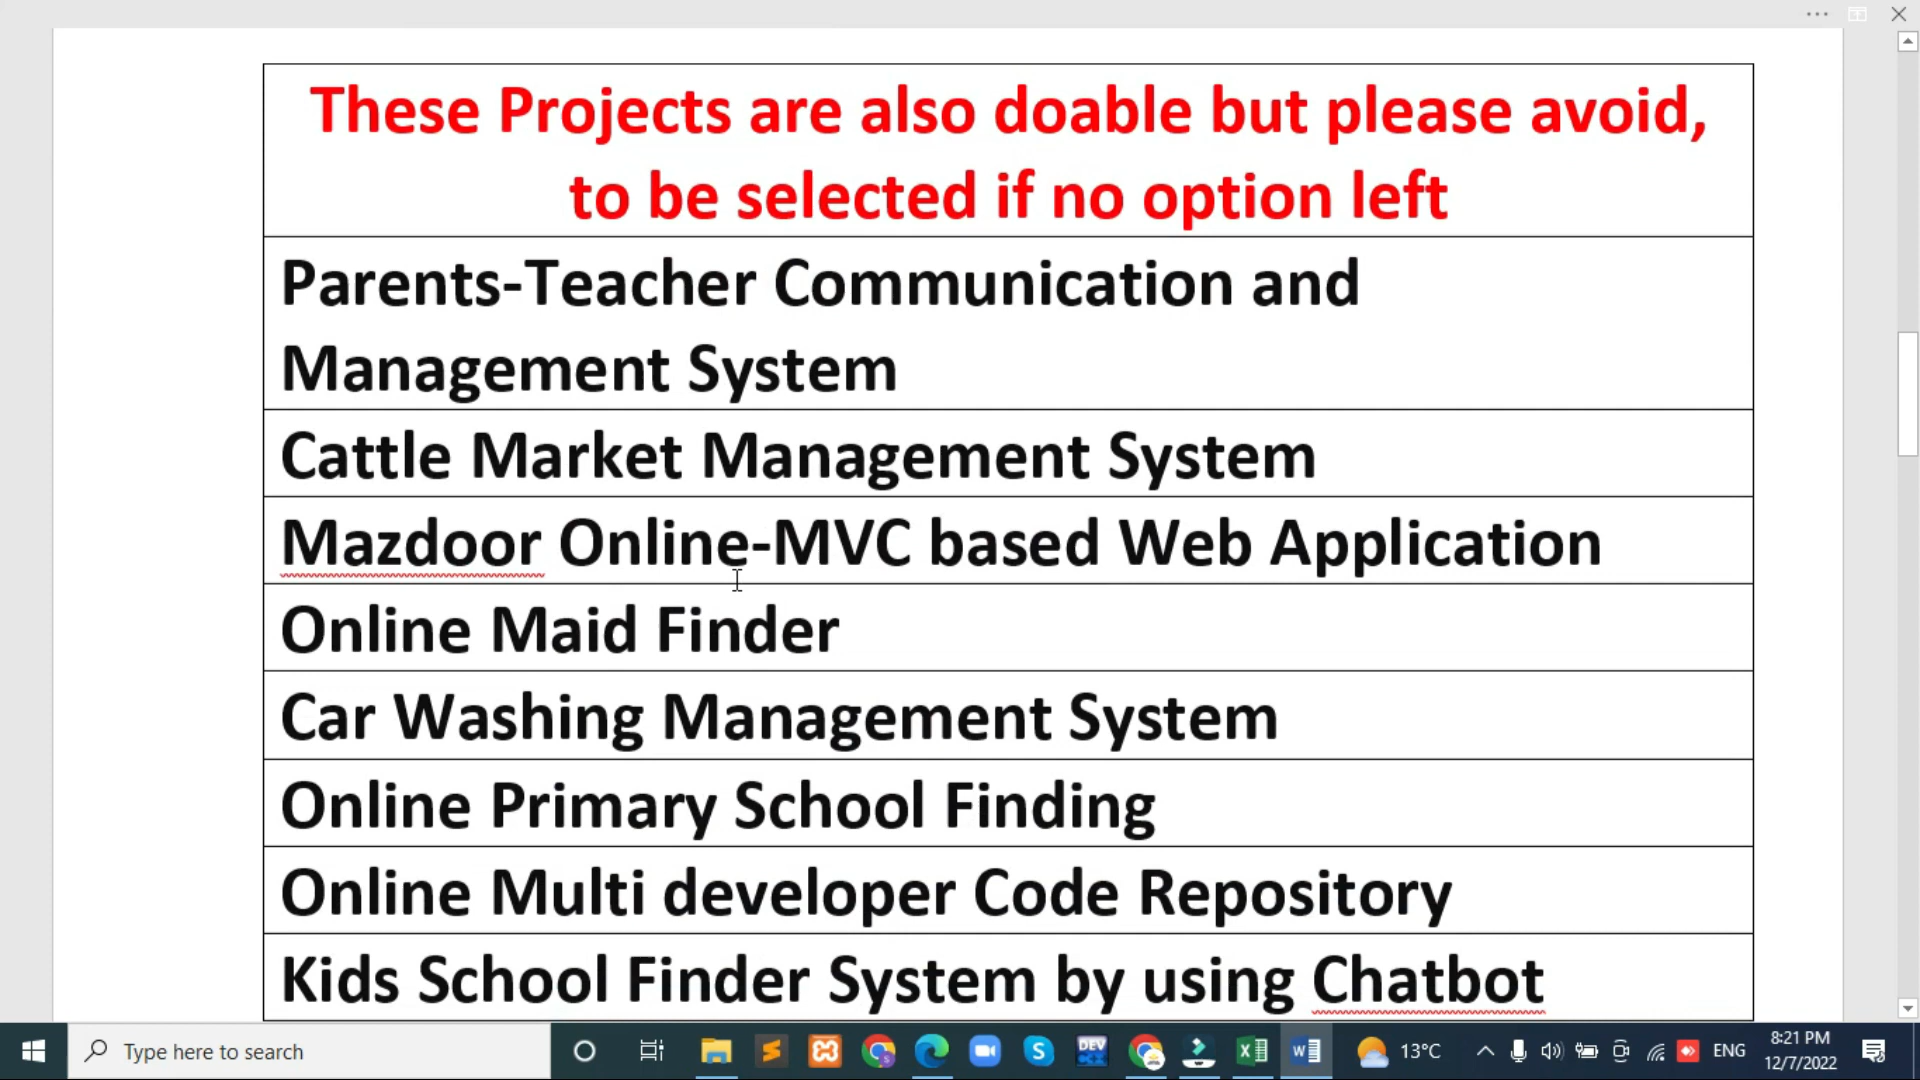 These Projects are also doable but please avoid,
to be selected if no option left
Parents-Teacher Communication and
Management System
Cattle Market Management System
Mazdoor Online-MVC based Web Application
Online Maid Finder
Car Washing Management System
Online Primary School Finding
Online Multi developer Code Repository
Kids School Finder System by using Chatbot
Type here to search
DEV
13°C
ENG
8:21 PM
12/7/2022